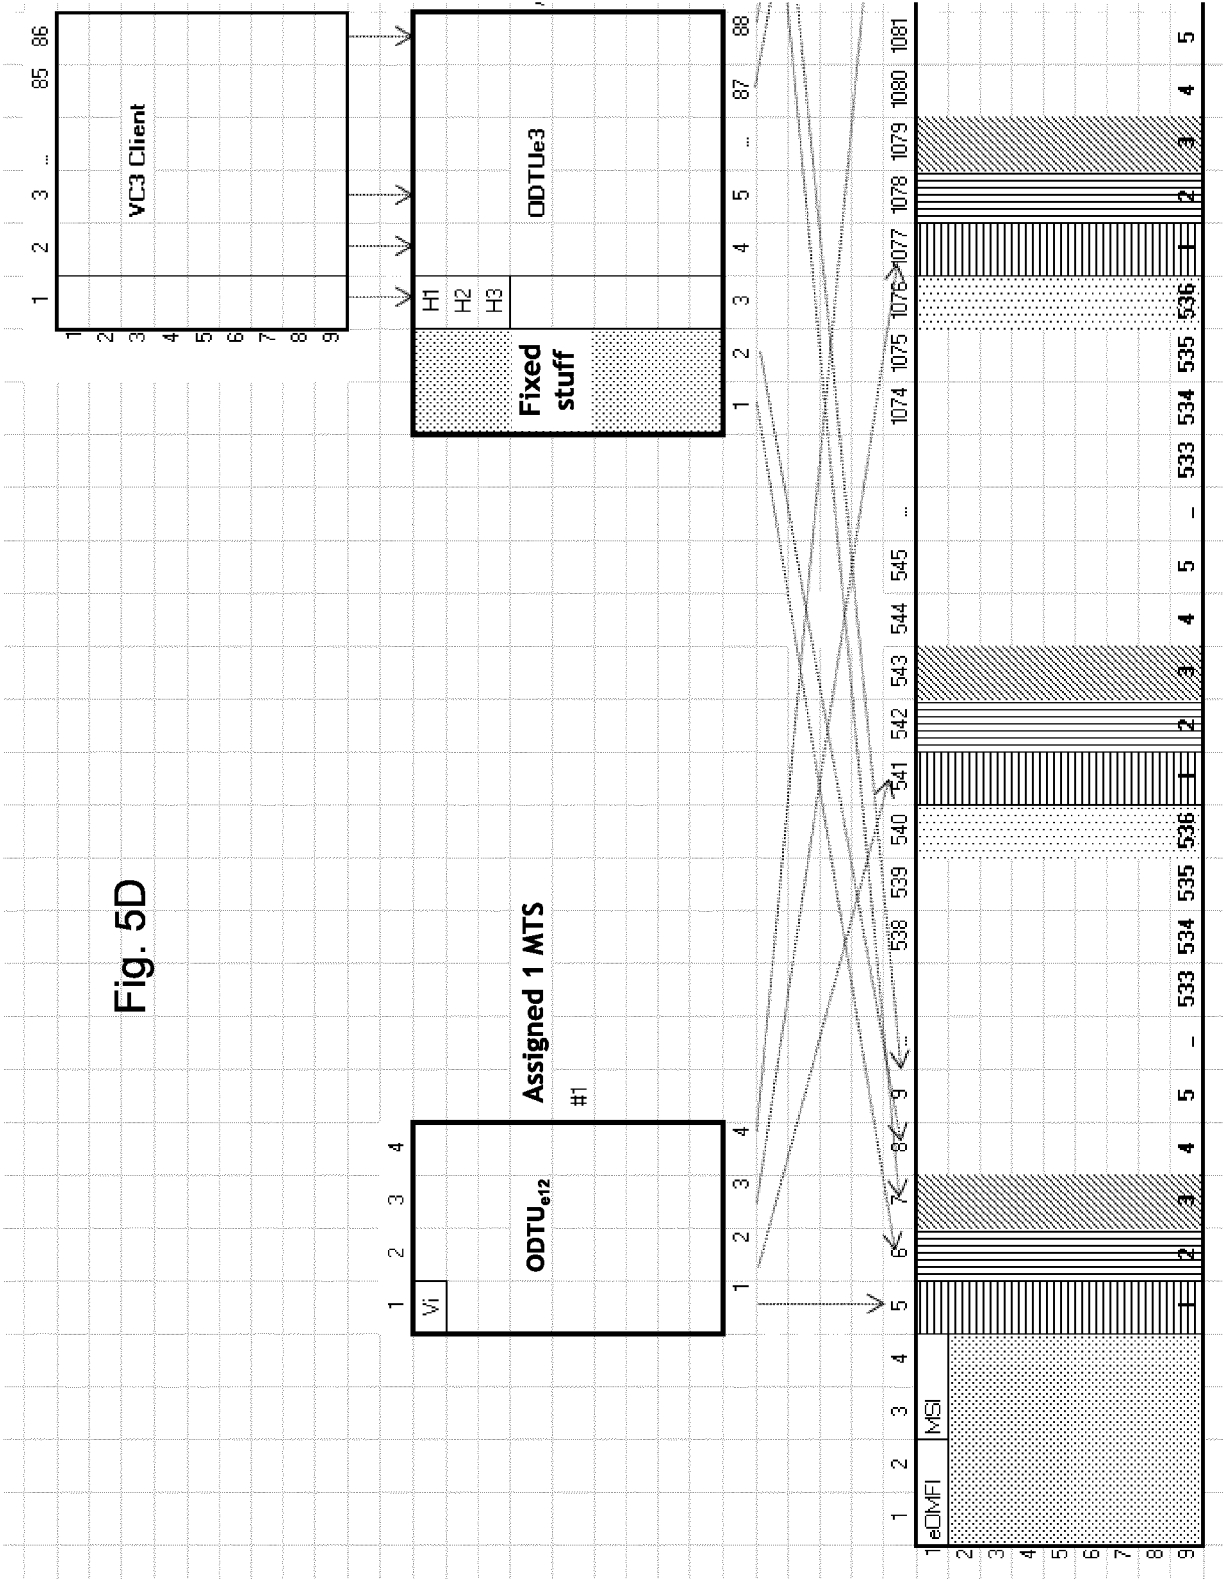 Fig. 5D
1 2 3 ... 85 86
VC3 Client
1
2
3
4
5
6
7
8
9
1 2 3 4
Vi
ODTUe12
1 2 3 4
Assigned 1 MTS
#1
H1
H2
H3
Fixed
stuff
ODTUe3
1 2 3 4 5 ... 87 88
1 2 3 4 5 6 7 8 9 ... 538 539 540 541 542 543 544 545 ... 1074 1075 1076 1077 1078 1079 1080 1081
eOMFI MSI
1
2
3
4
5
6
7
8
9
1 2 3 4 5 – 533 534 535 536 1 2 3 4 5 – 533 534 535 536 1 2 3 4 5